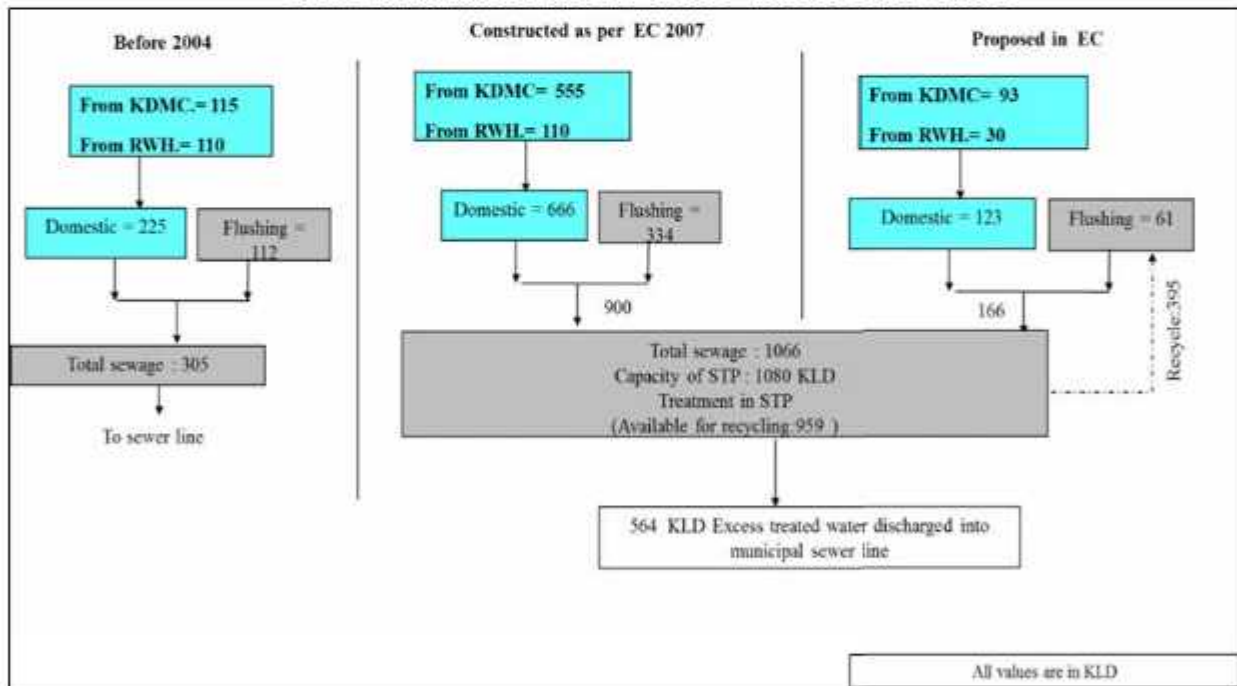 Before 2004
Constructed as per EC 2007
Proposed in EC
From KDMC.= 115
From RWH.= 110
From KDMC= 555
From RWH.= 110
From KDMC= 93
From RWH.= 30
Domestic = 225
Flushing =
112
Domestic = 666
Flushing =
334
Domestic = 123
Flushing = 61
900
166
Recycle:395
Total sewage : 305
To sewer line
Total sewage : 1066
Capacity of STP : 1080 KLD
Treatment in STP
(Available for recycling:959 )
564 KLD Excess treated water discharged into
municipal sewer line
All values are in KLD